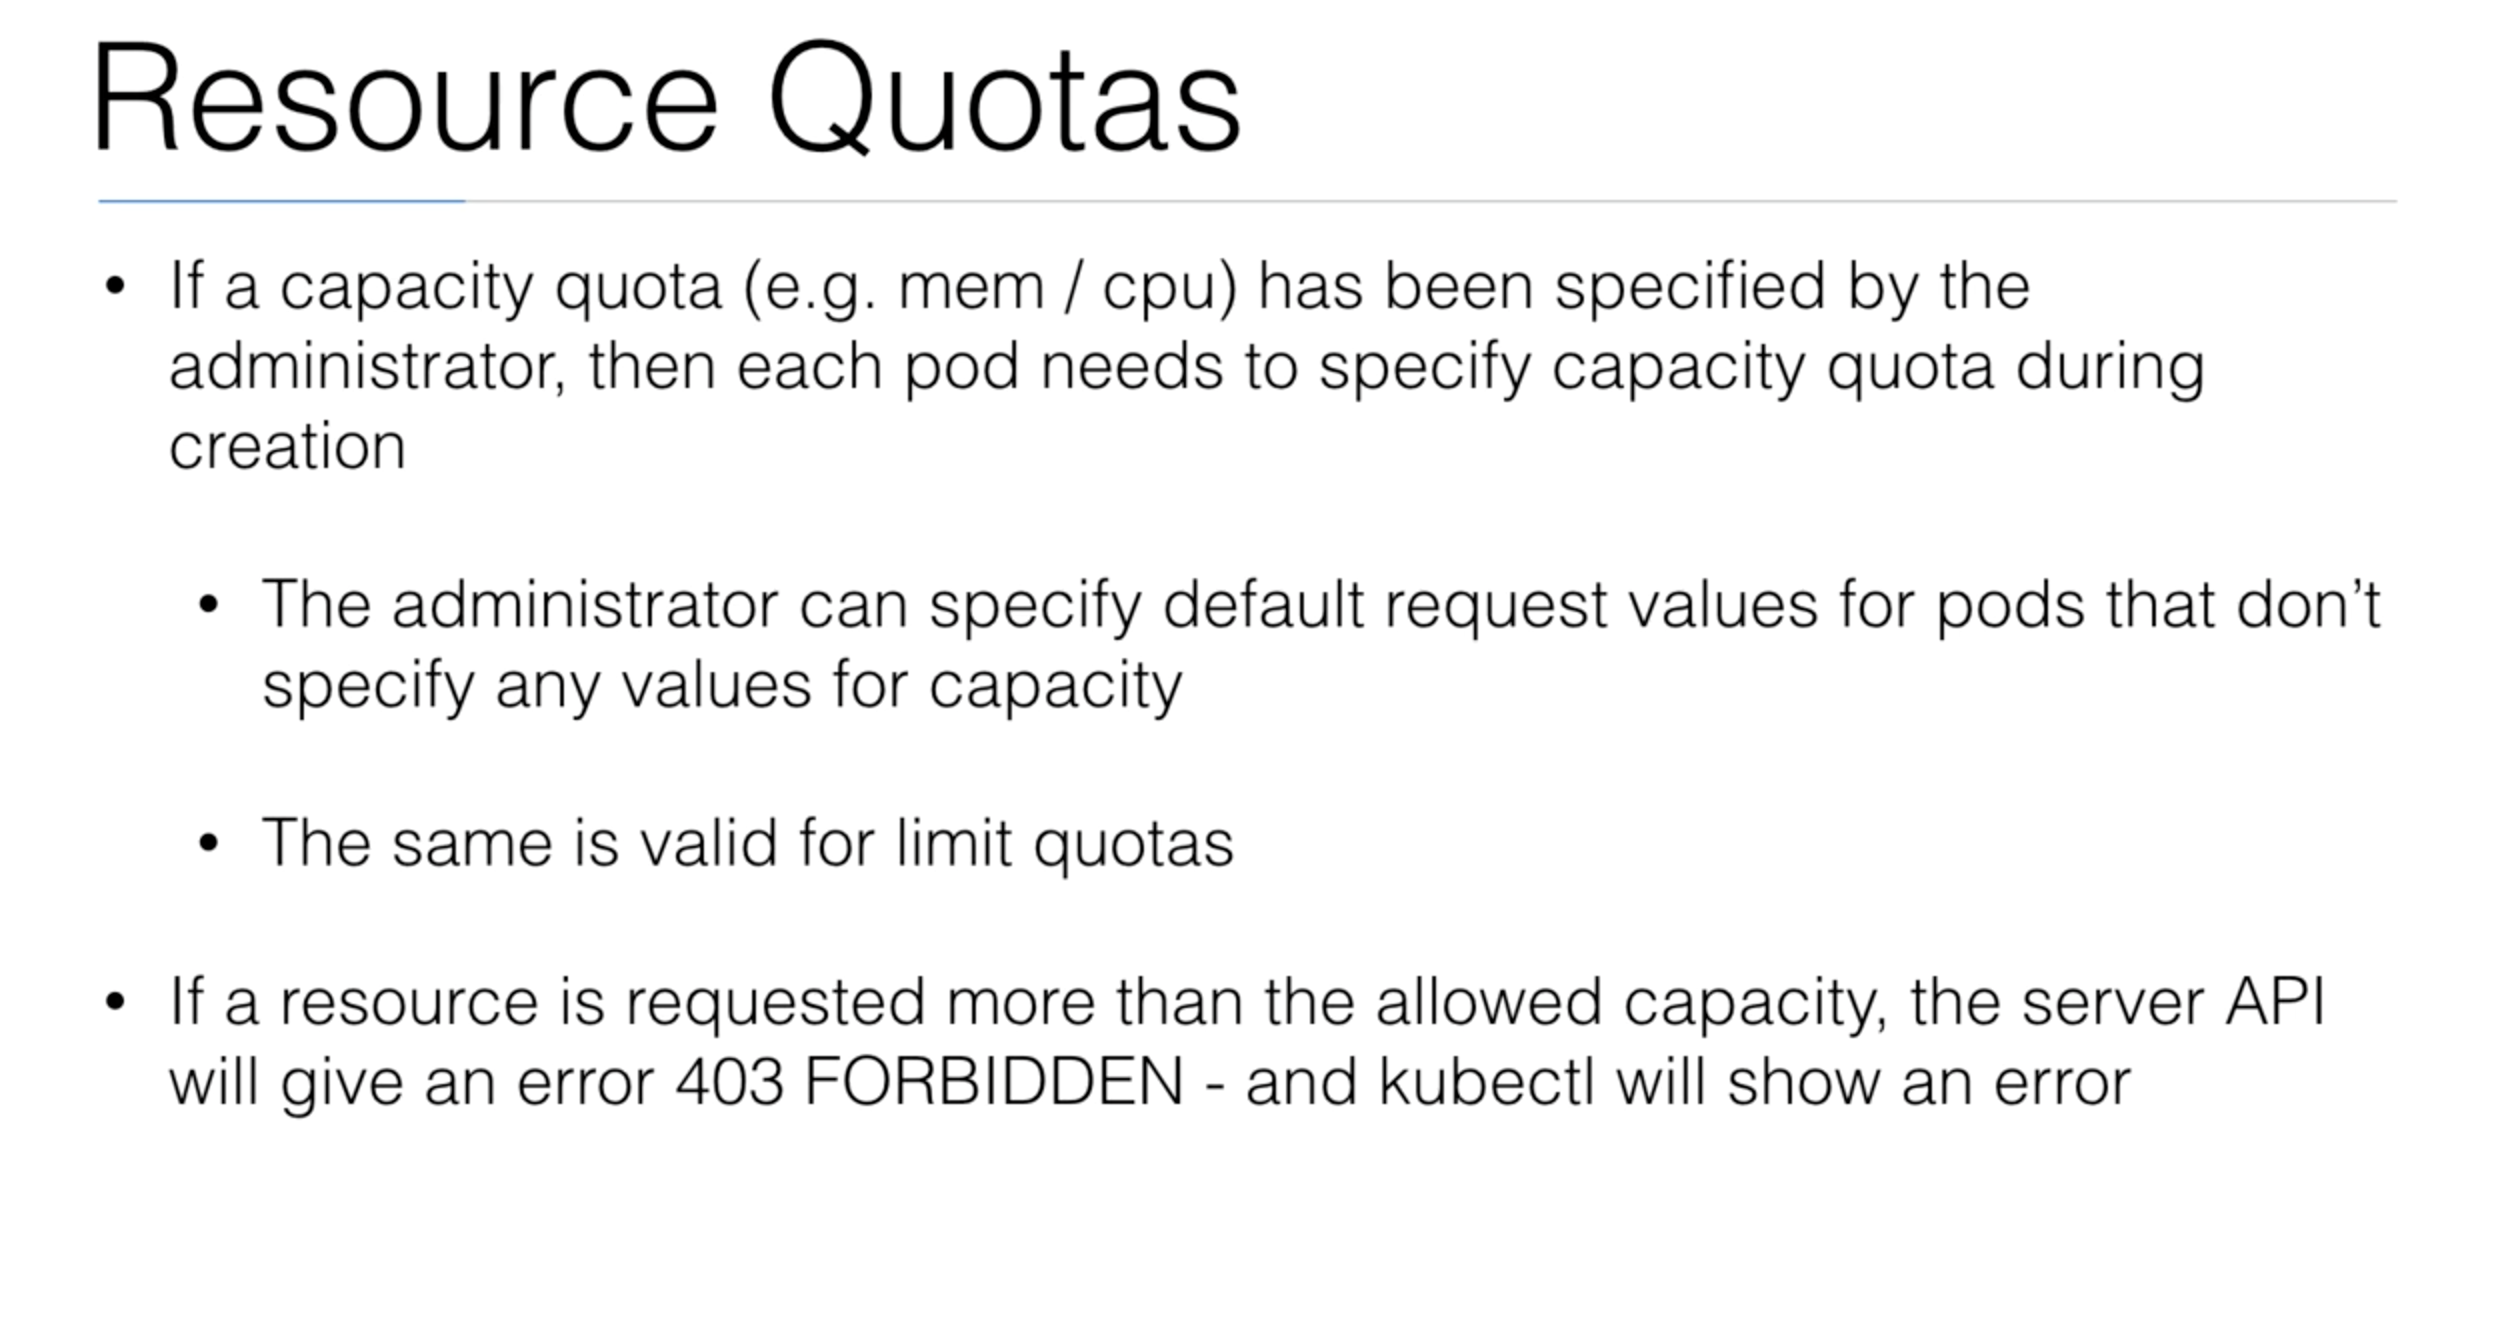 Resource Quotas
• If a capacity quota (e.g. mem / cpu) has been specified by the
administrator, then each pod needs to specify capacity quota during
creation
• The administrator can specify default request values for pods that don’t
specify any values for capacity
• The same is valid for limit quotas
• If a resource is requested more than the allowed capacity, the server API
will give an error 403 FORBIDDEN - and kubectl will show an error